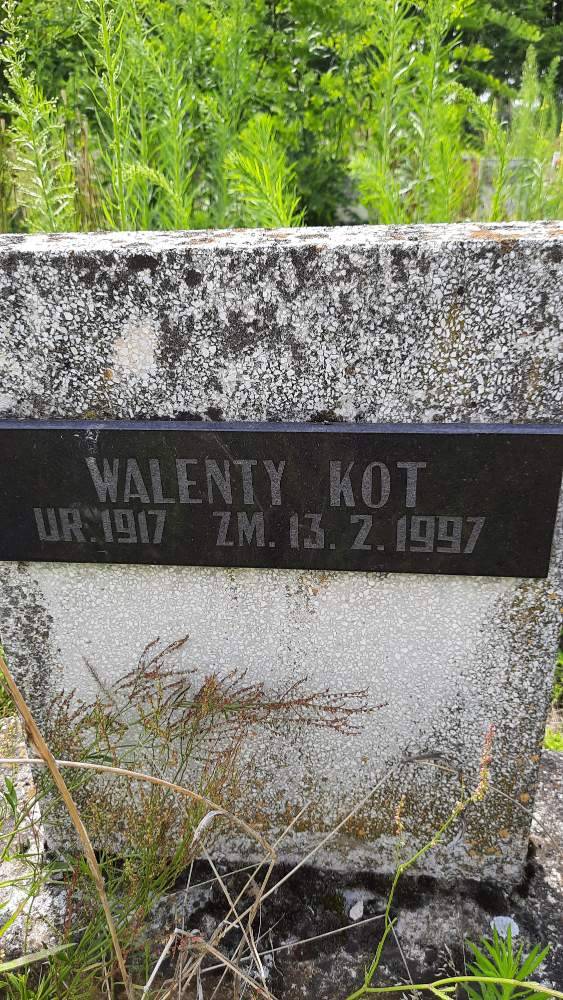 WALENTY KOT
UR. 1917 ZM. 13. 2. 1997